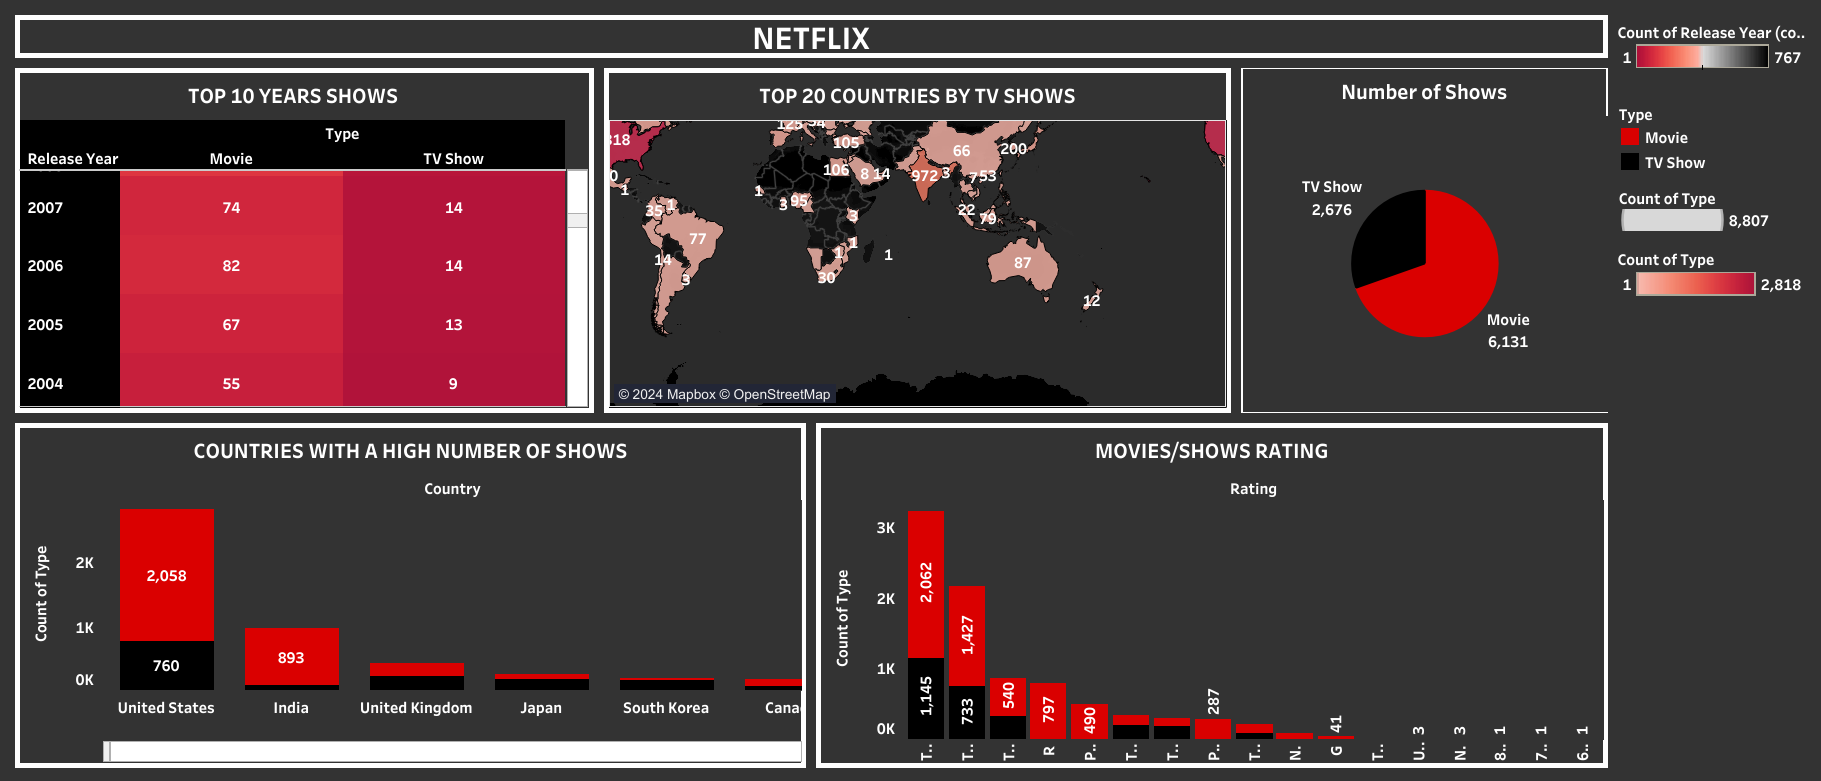 NETFLIX
TOP 10 YEARS SHOWS
Type
Release Year Movie TV Show
2007 74 14
2006 82 14
2005 67 13
2004 55 9
TOP 20 COUNTRIES BY TV SHOWS
818
105
66
200
0
106
8
14
972
3
7
53
1
1
35
1
3
95
3
22
79
77
1
14
1
1
87
3
30
12
© 2024 Mapbox © OpenStreetMap
Number of Shows
TV Show
2,676
Movie
6,131
Count of Release Year (co..
1 767
Type
Movie
TV Show
Count of Type
8,807
Count of Type
1 2,818
COUNTRIES WITH A HIGH NUMBER OF SHOWS
Country
Count of Type
2K
1K
0K
2,058
760
893
United States India United Kingdom Japan South Korea Cana
MOVIES/SHOWS RATING
Rating
Count of Type
3K
2K
1K
0K
2,062
1,145
1,427
733
540
797
490
287
41
3
3
1
1
1
T.. T.. T.. R P.. T.. T.. P.. T.. N. G T.. U.. N. 8.. 7.. 6..